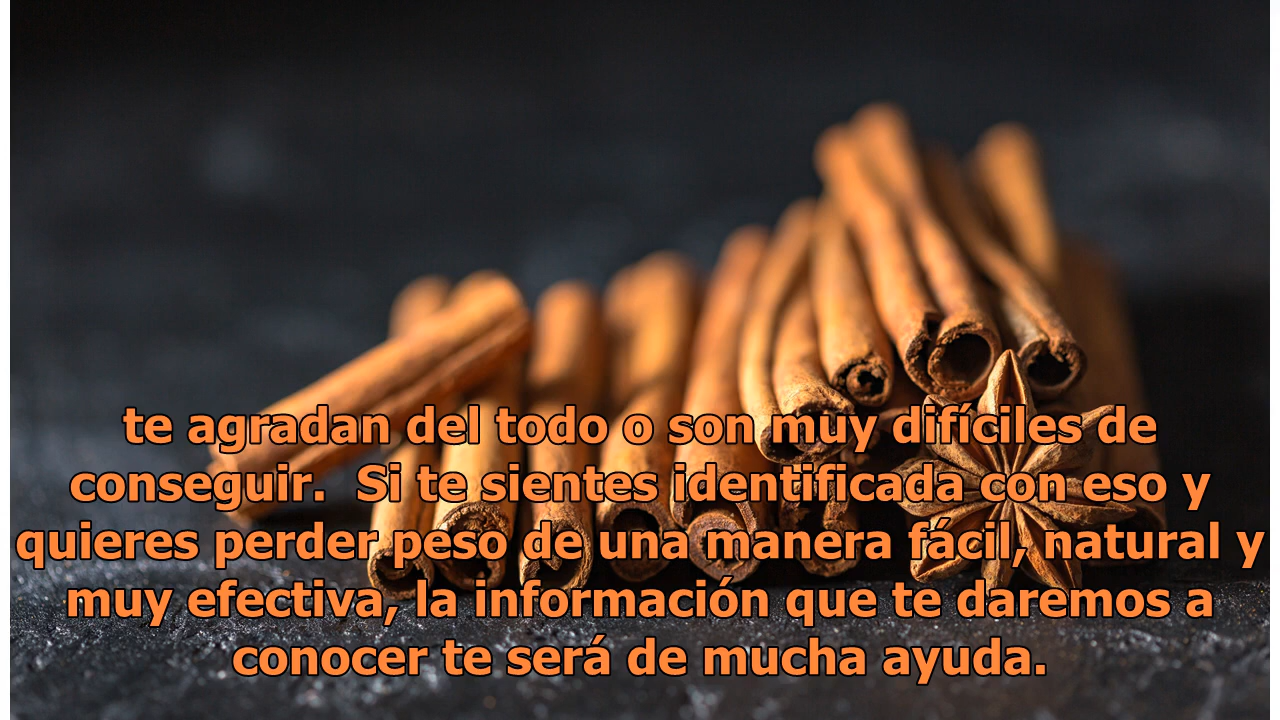 te agradan del todo o son muy difíciles de
conseguir.  Si te sientes identificada con eso y
quieres perder peso de una manera fácil, natural y
muy efectiva, la información que te daremos a
conocer te será de mucha ayuda.